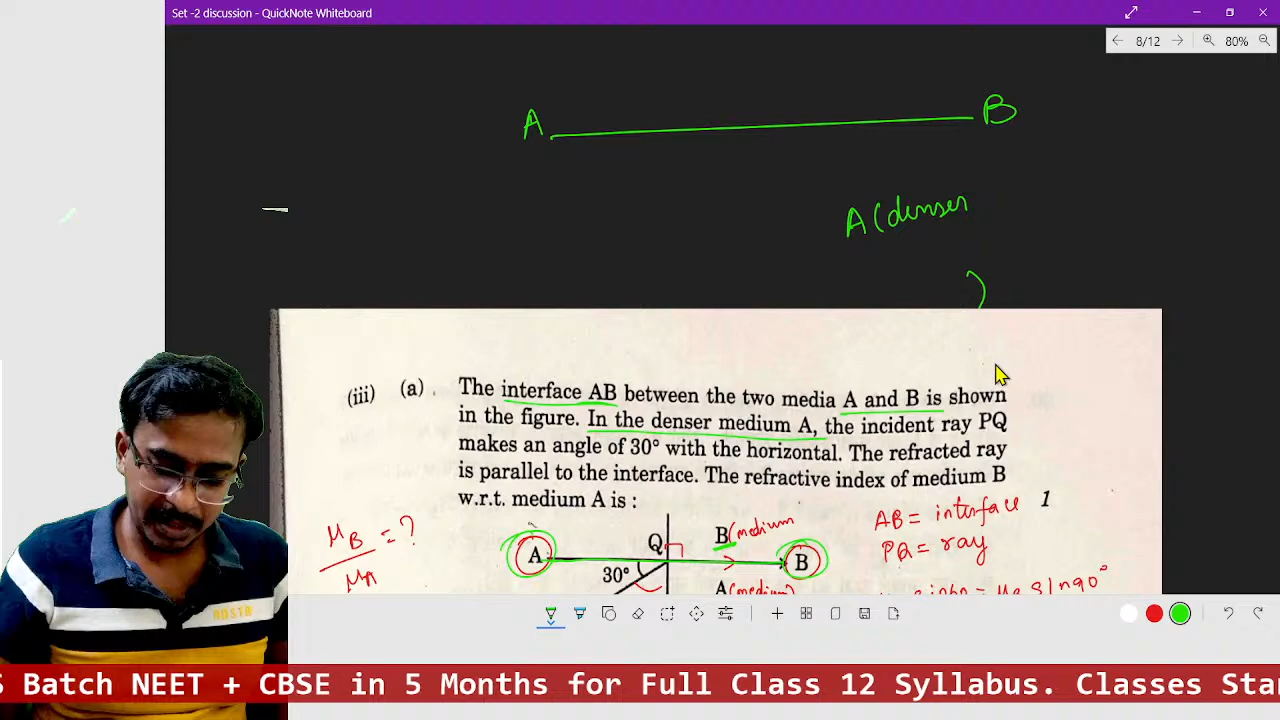 Set -2 discussion - QuickNote Whiteboard
8/12
80%
A
B
A(denser
)
(iii) (a) . The interface AB between the two media A and B is shown
in the figure. In the denser medium A, the incident ray PQ
makes an angle of 30° with the horizontal. The refracted ray
is parallel to the interface. The refractive index of medium B
w.r.t. medium A is :
1
μB/μA = ?
AB = interface
PQ = ray
A
Q
B(medium
B
30°
A(medium)
sin60 = μB sin90°
S Batch NEET + CBSE in 5 Months for Full Class 12 Syllabus. Classes Sta